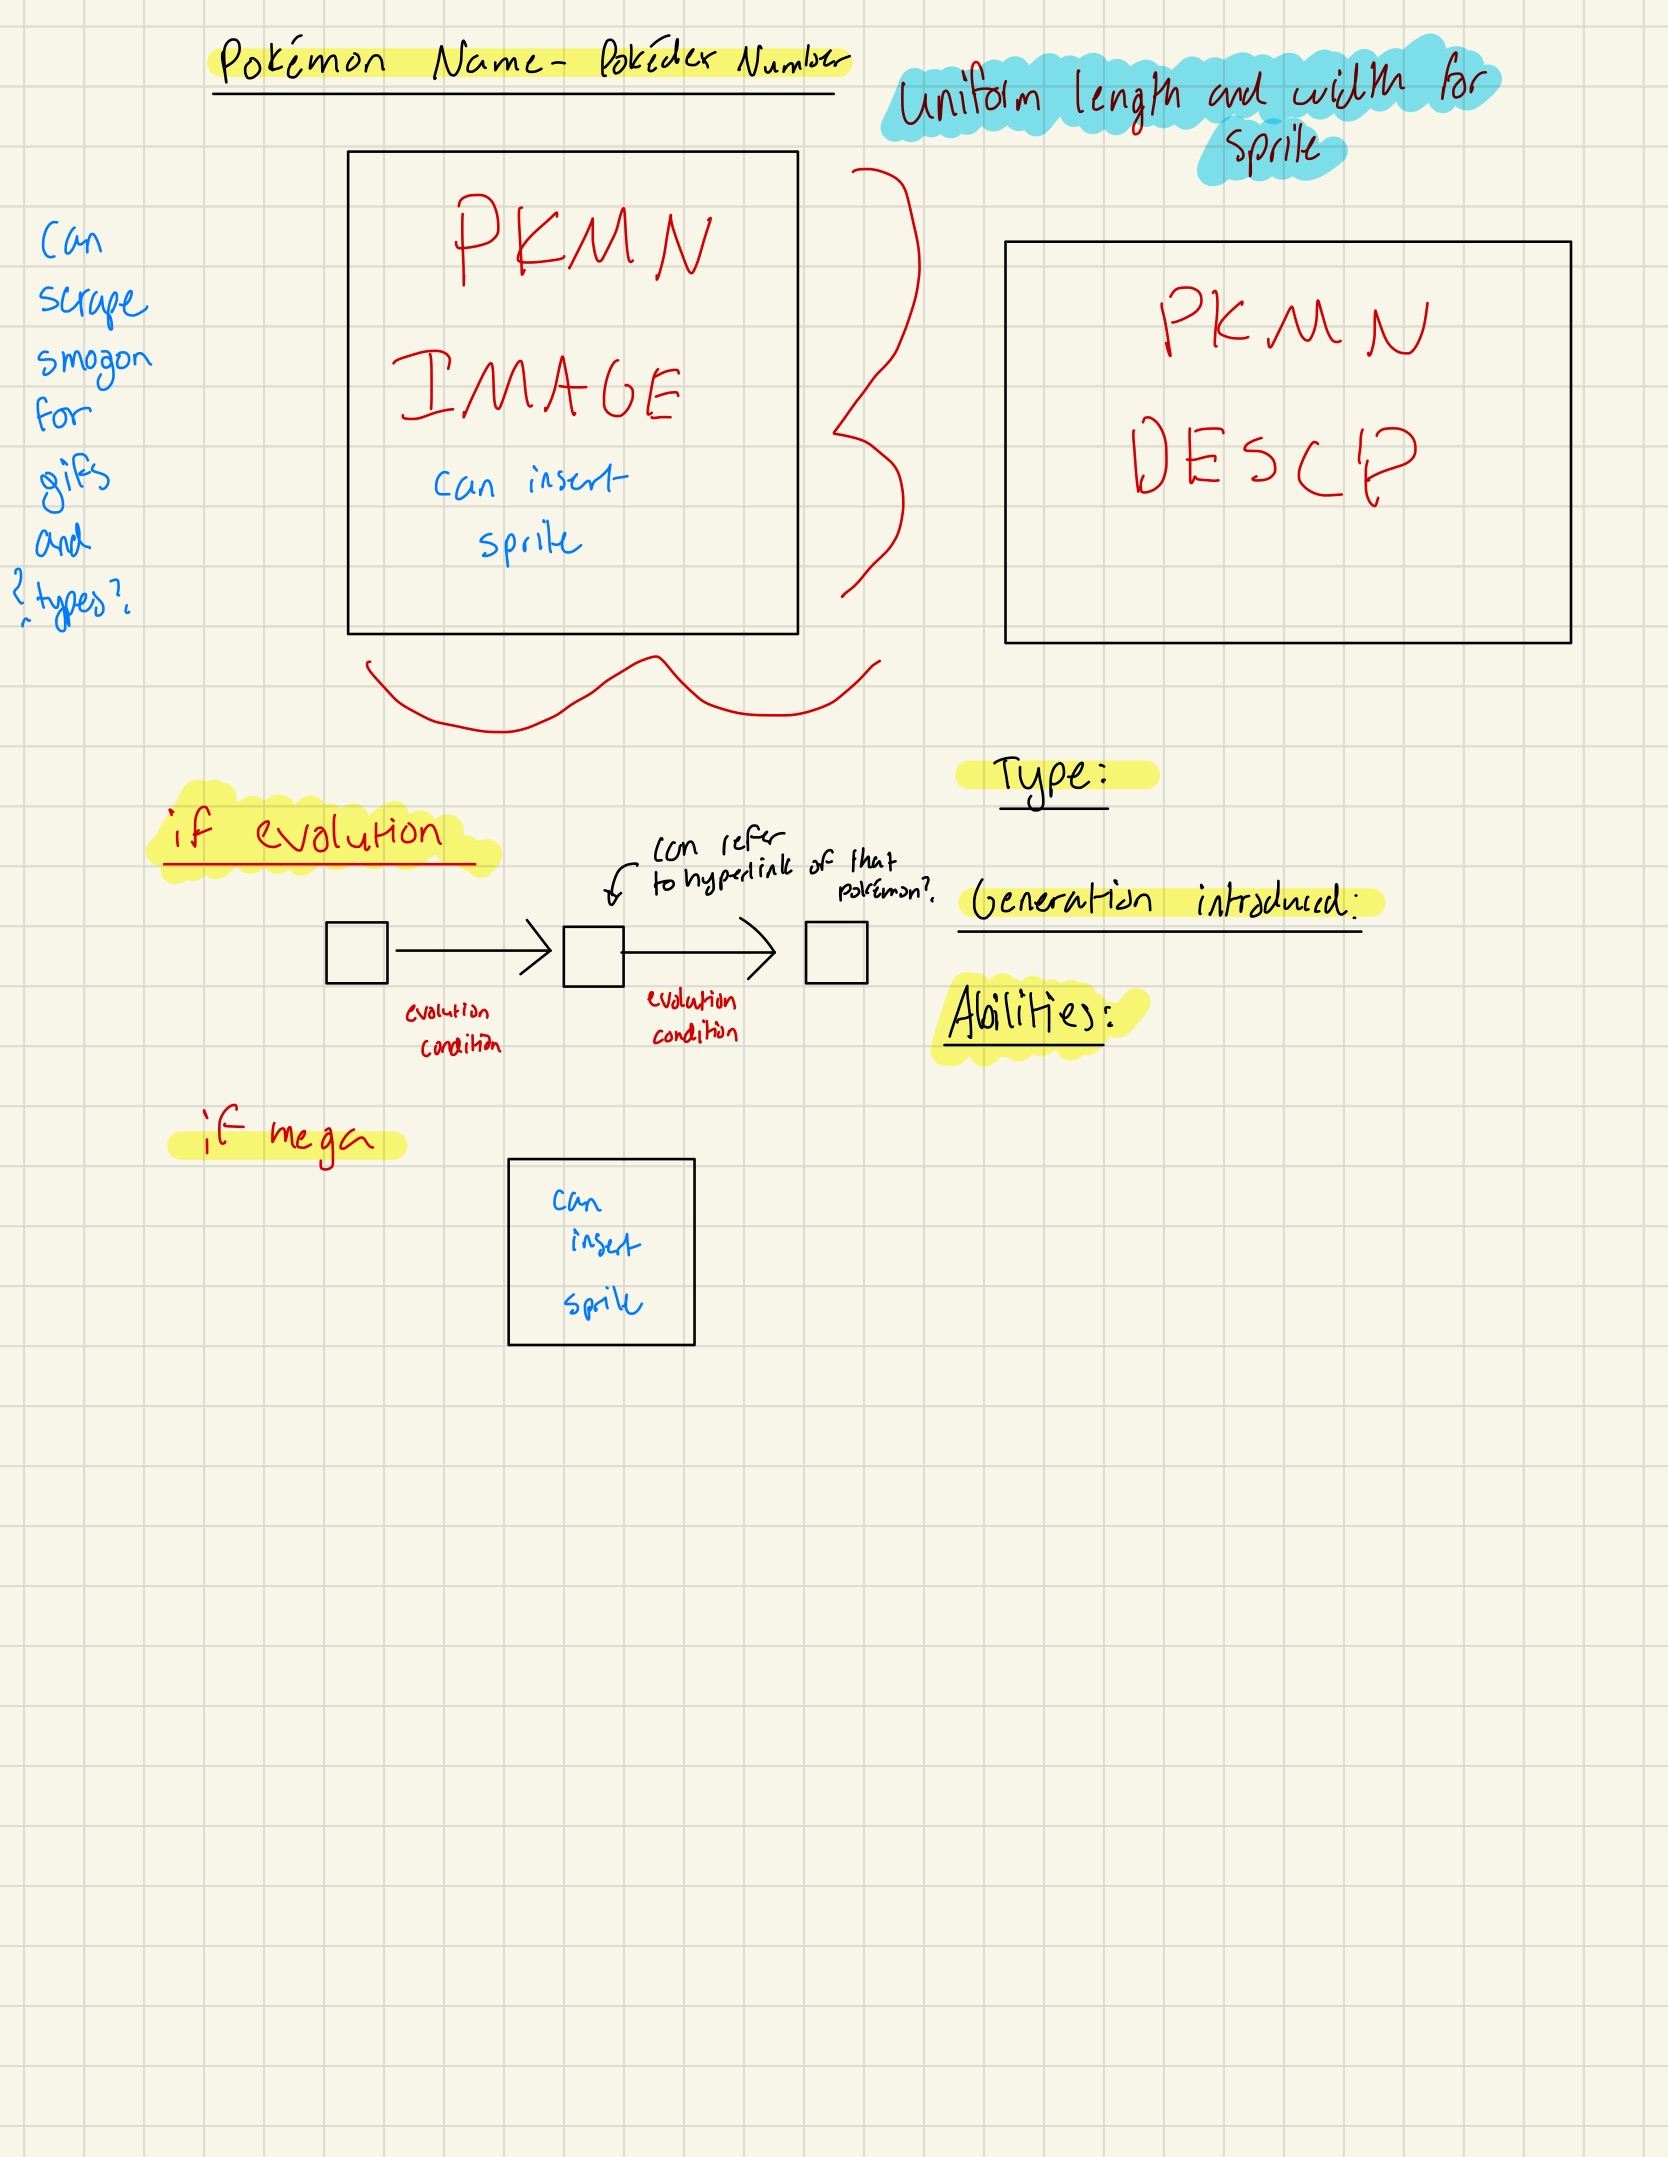 Pokémon Name - Pokédex Number
Uniform length and width for
sprite
Can
scrape
smogon
for
gifs
and
? types?
PKMN
IMAGE
can insert
sprite
PKMN
DESCP
if evolution
can refer
to hyperlink of that
pokémon?
evolution
condition
evolution
condition
Type:
Generation introduced:
Abilities:
if mega
can
insert
sprite